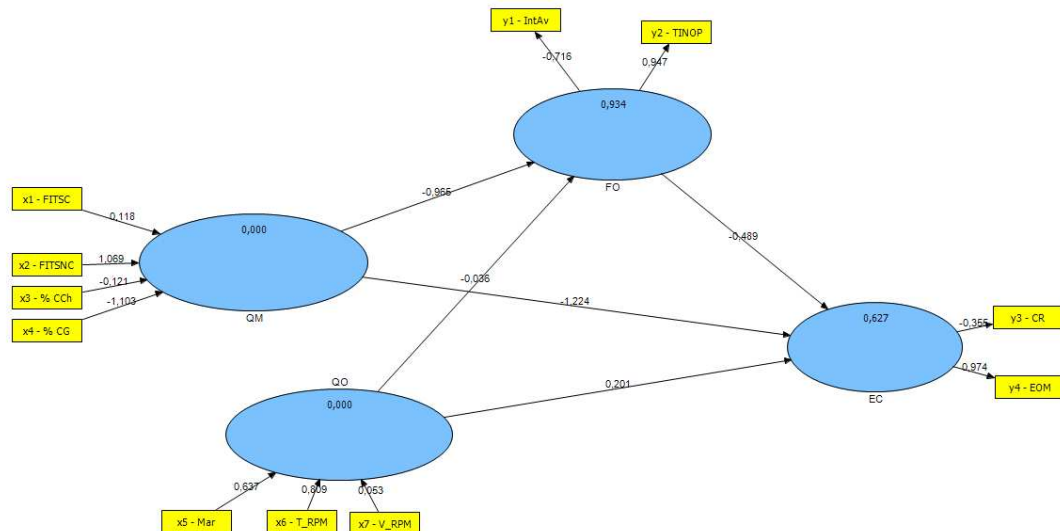 y1 - IntAv
y2 - TINOP
-0,716
0,947
0,934
FO
x1 - FITSC
0,118
-0,965
0,000
x2 - FITSNC
1,069
-0,121
x3 - % CCh
-1,103
x4 - % CG
QM
-0,036
-0,489
-1,224
0,627
-0,355
y3 - CR
0,974
y4 - EOM
EC
QO
0,000
0,201
0,637
0,809
0,053
x5 - Mar
x6 - T_RPM
x7 - V_RPM